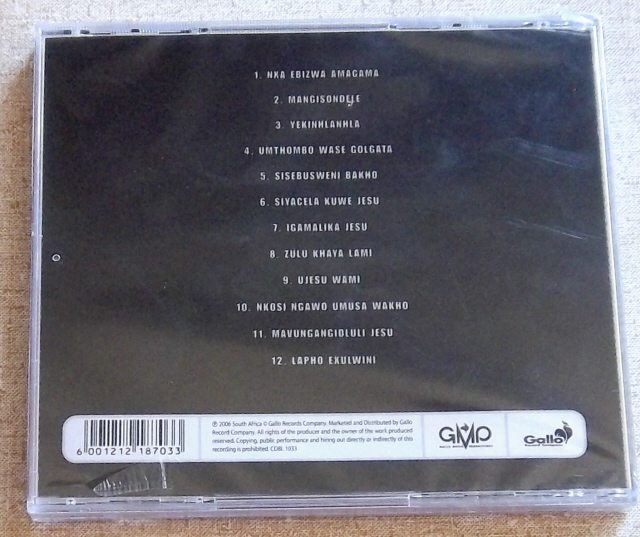 1. NKA EBIZWA AMAGAMA
2. MANGISONDELE
3. YEKINHLANHLA
4. UMTHOMBO WASE GOLGATA
5. SISEBUSWENI BAKHO
6. SIYACELA KUWE JESU
7. IGAMALIKA JESU
8. ZULU KHAYA LAMI
9. UJESU WAMI
10. NKOSI NGAWO UMUSA WAKHO
11. MAVUNGANGIDLULI JESU
12. LAPHO EXULWINI
6 001212 187033
℗ 2006 South Africa © Gallo Records Company. Marketed and Distributed by Gallo
Record Company. All rights of the producer and the owner of the work produced
reserved. Copying, public performance and hiring out directly or indirectly of this
recording is prohibited. CDBL 1033
GMP
Gallo